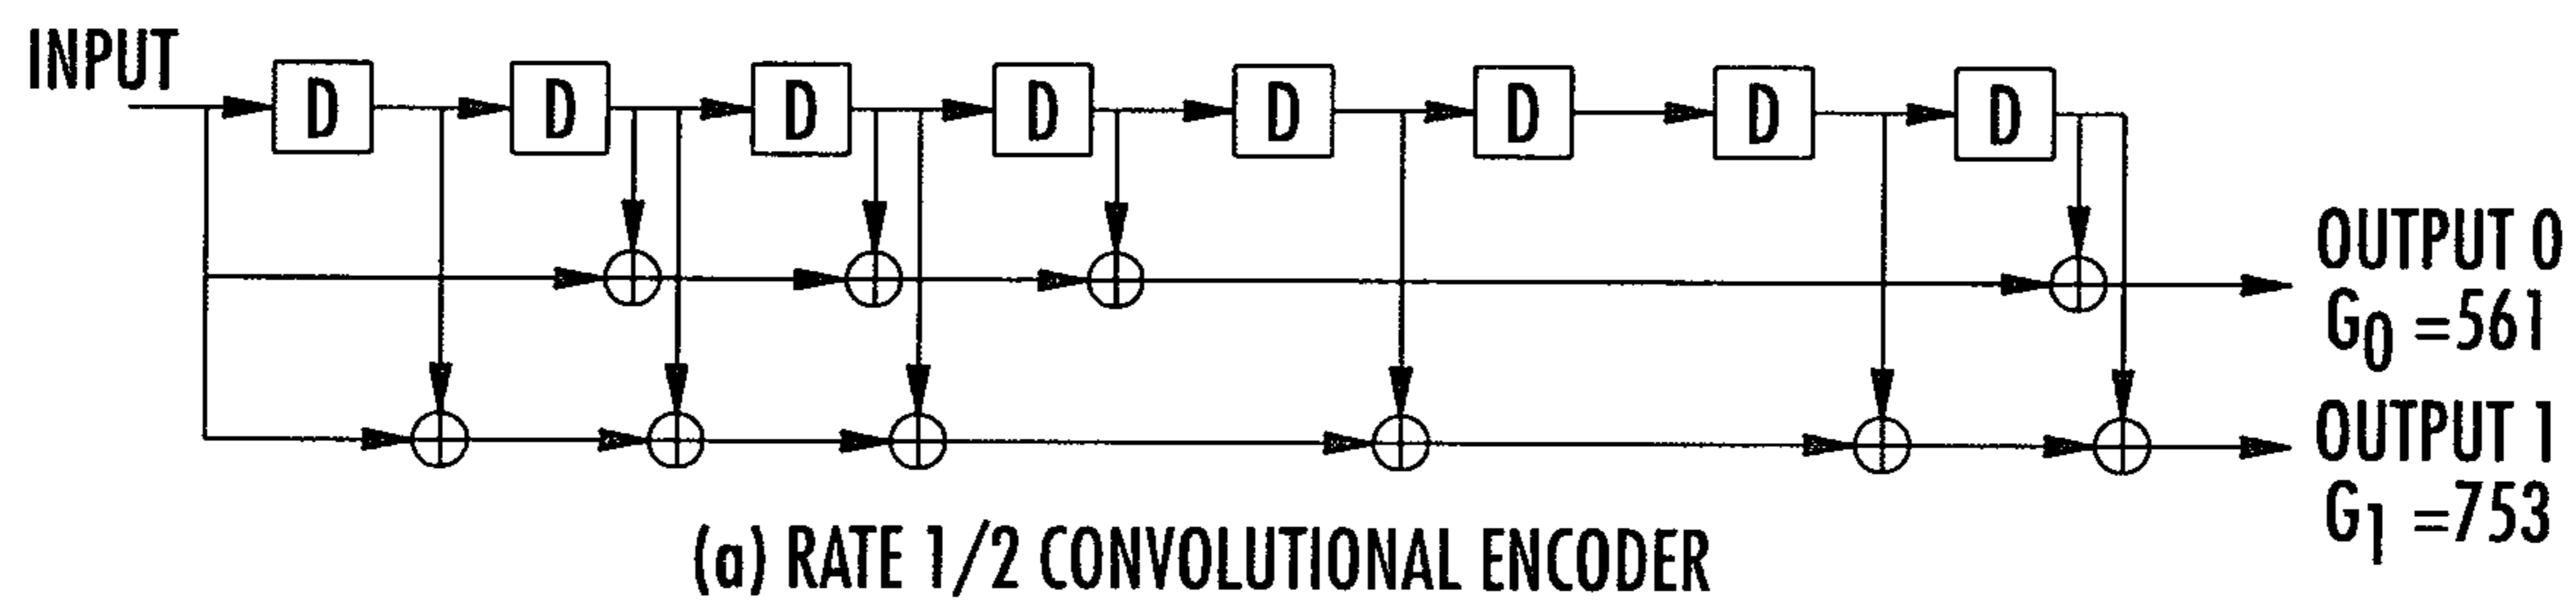 INPUT
D D D D D D D D
OUTPUT 0
G0 =561
OUTPUT 1
G1 =753
(a) RATE 1/2 CONVOLUTIONAL ENCODER